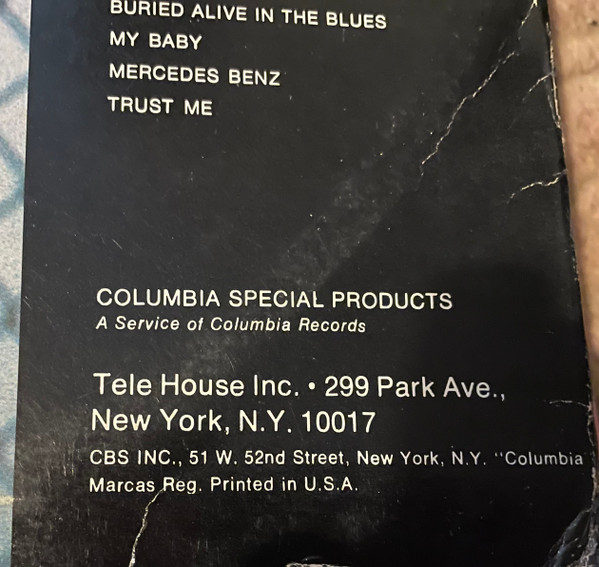 BURIED ALIVE IN THE BLUES
MY BABY
MERCEDES BENZ
TRUST ME
COLUMBIA SPECIAL PRODUCTS
A Service of Columbia Records
Tele House Inc. • 299 Park Ave.,
New York, N.Y. 10017
CBS INC., 51 W. 52nd Street, New York, N.Y. "Columbia
Marcas Reg. Printed in U.S.A.